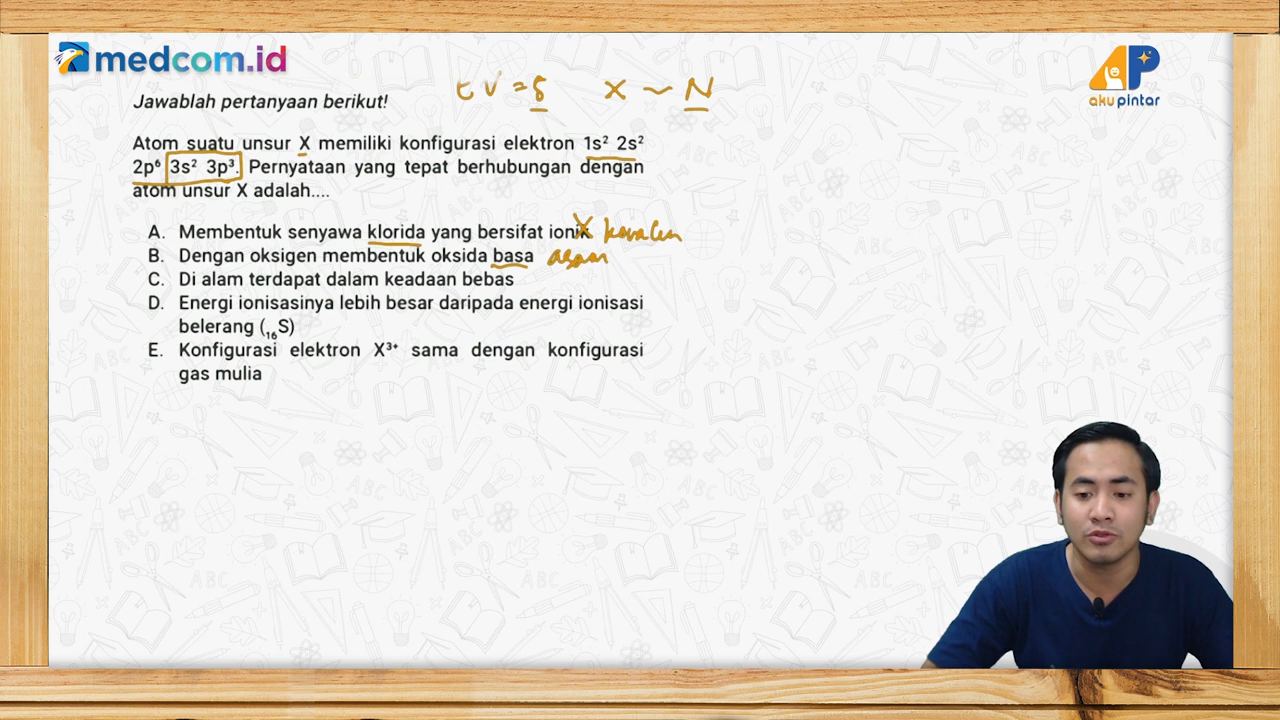 medcom.id
AP
aku pintar
eV = 5 X ~ N
Jawablah pertanyaan berikut!
Atom suatu unsur X memiliki konfigurasi elektron 1s² 2s²
2p⁶ 3s² 3p³. Pernyataan yang tepat berhubungan dengan
atom unsur X adalah....
A. Membentuk senyawa klorida yang bersifat ionik X kovalen
B. Dengan oksigen membentuk oksida basa asam
C. Di alam terdapat dalam keadaan bebas
D. Energi ionisasinya lebih besar daripada energi ionisasi
belerang (₁₆S)
E. Konfigurasi elektron X³⁺ sama dengan konfigurasi
gas mulia